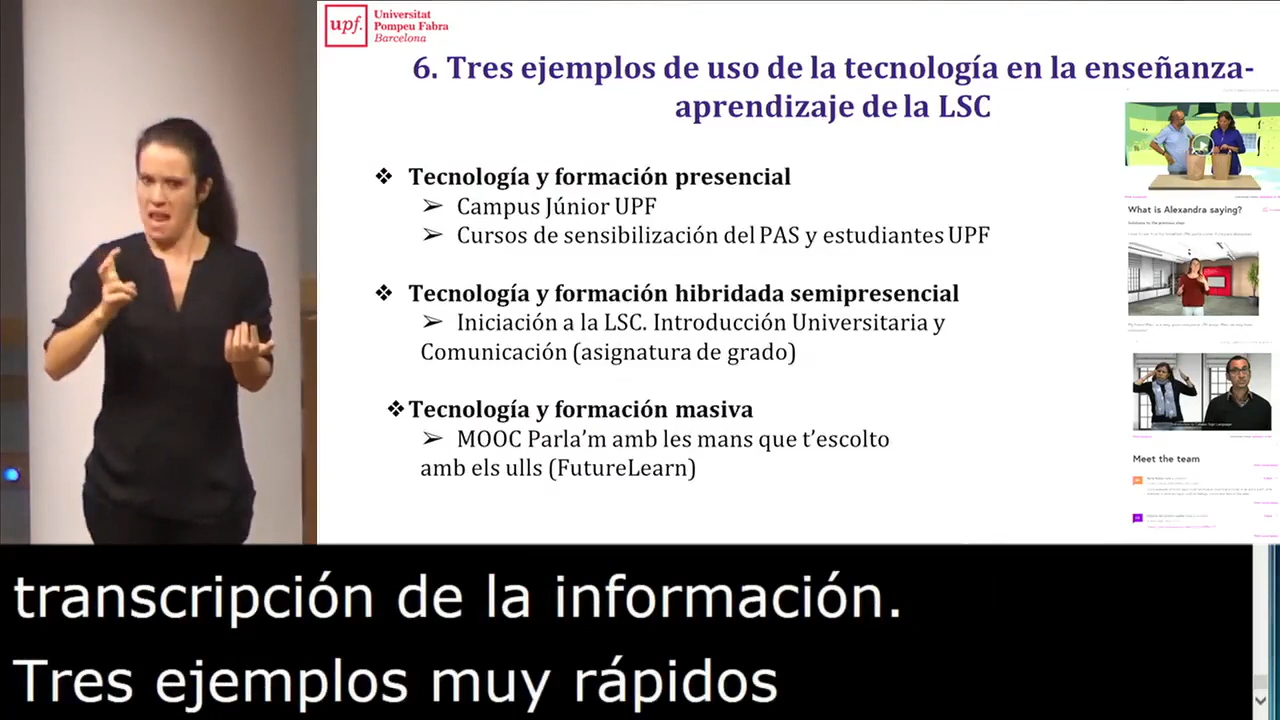 upf.
Universitat
Pompeu Fabra
Barcelona
6. Tres ejemplos de uso de la tecnología en la enseñanza-
aprendizaje de la LSC
❖ Tecnología y formación presencial
➢ Campus Júnior UPF
➢ Cursos de sensibilización del PAS y estudiantes UPF
❖ Tecnología y formación hibridada semipresencial
➢ Iniciación a la LSC. Introducción Universitaria y
Comunicación (asignatura de grado)
❖ Tecnología y formación masiva
➢ MOOC Parla’m amb les mans que t’escolto
amb els ulls (FutureLearn)
What is Alexandra saying?
Meet the team
transcripción de la información.
Tres ejemplos muy rápidos